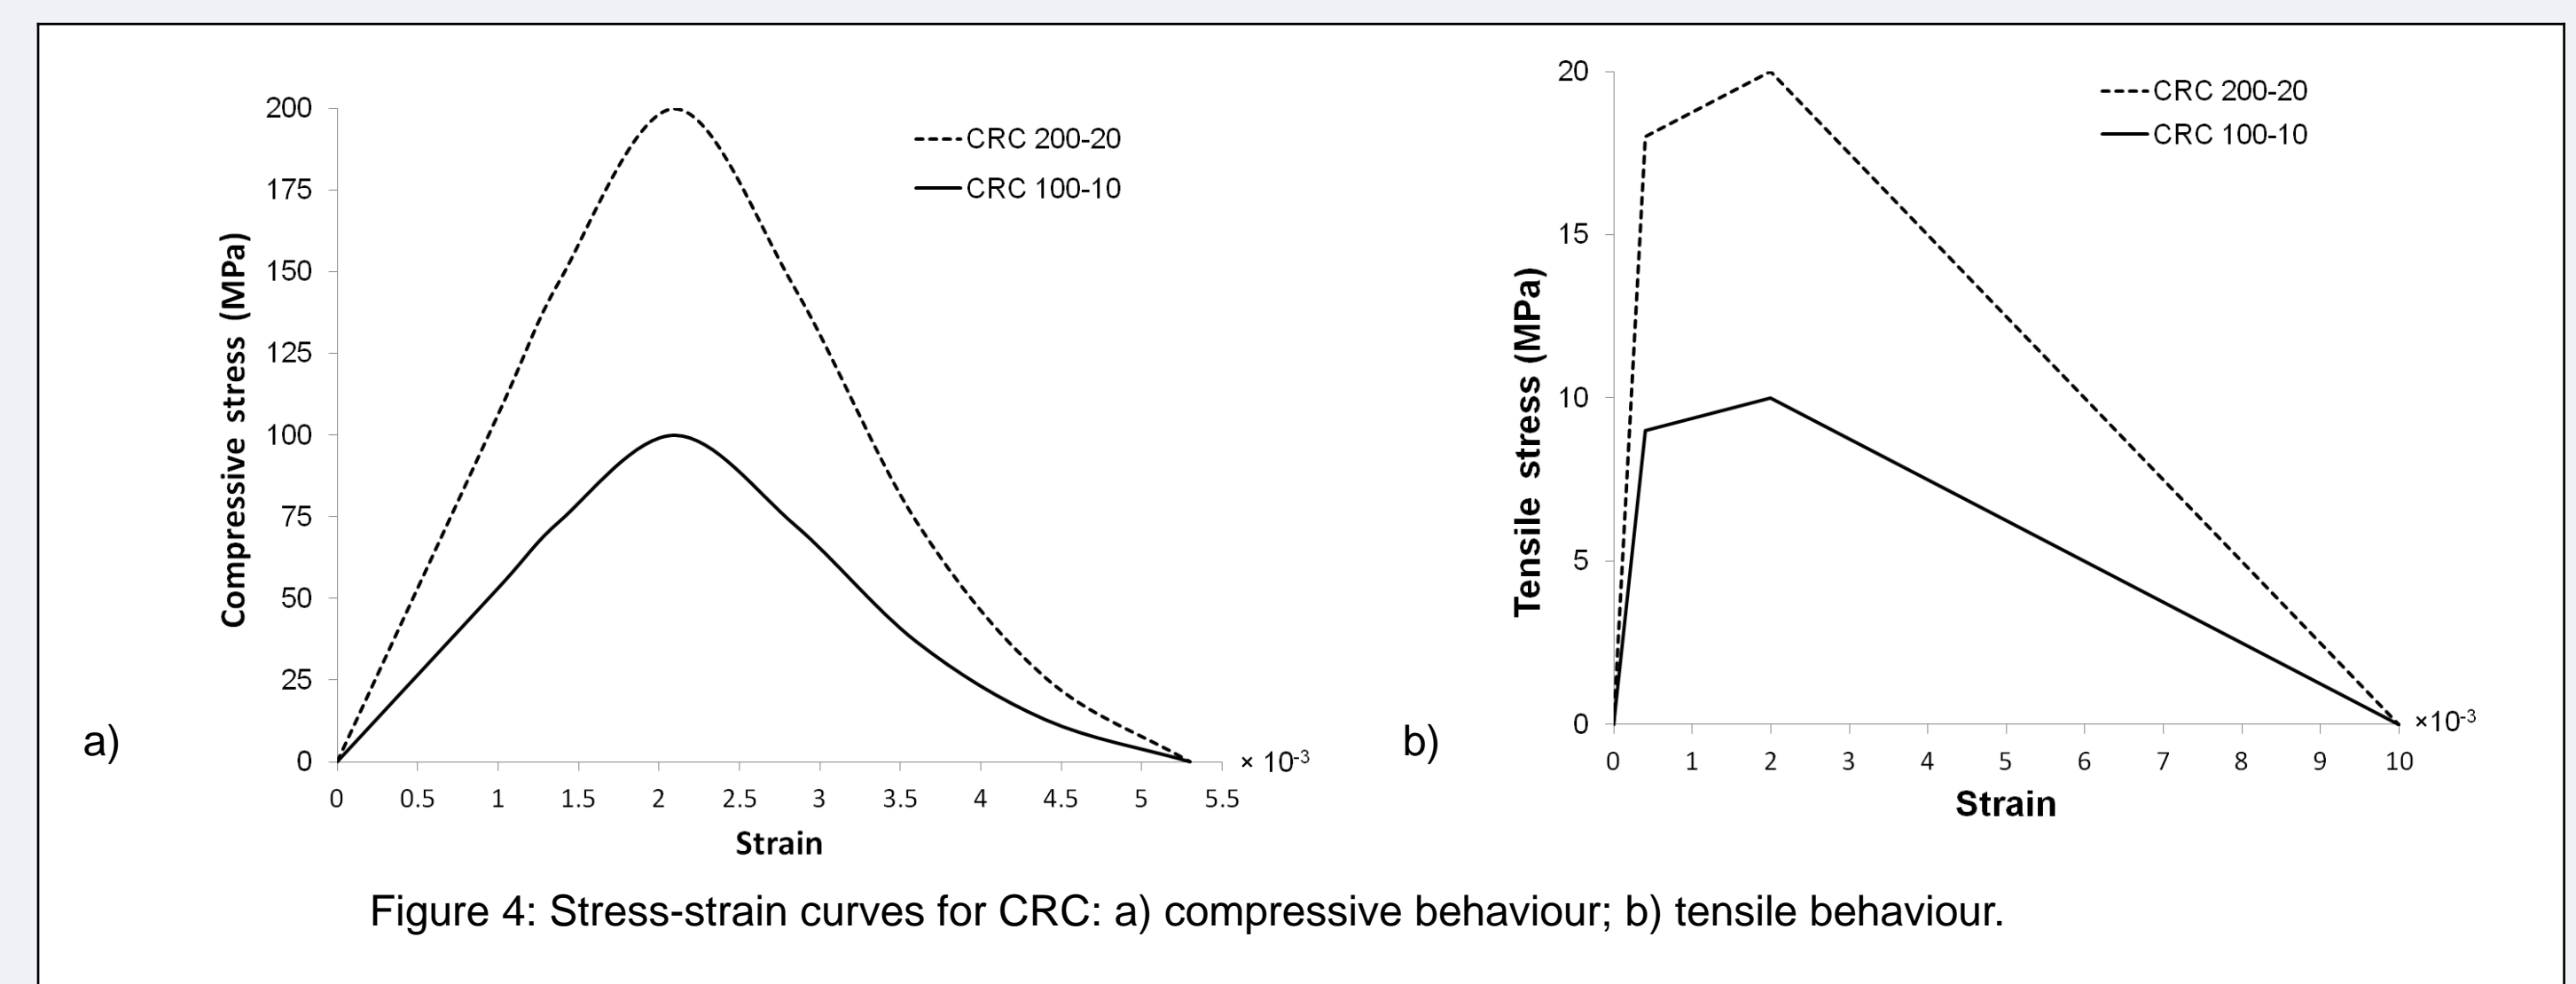 CRC 200-20
CRC 100-10
Compressive stress (MPa)
200
175
150
125
100
75
50
25
0
0 0.5 1 1.5 2 2.5 3 3.5 4 4.5 5 5.5
× 10-3
Strain
a)
CRC 200-20
CRC 100-10
Tensile stress (MPa)
20
15
10
5
0
0 1 2 3 4 5 6 7 8 9 10
×10-3
Strain
b)
Figure 4: Stress-strain curves for CRC: a) compressive behaviour; b) tensile behaviour.